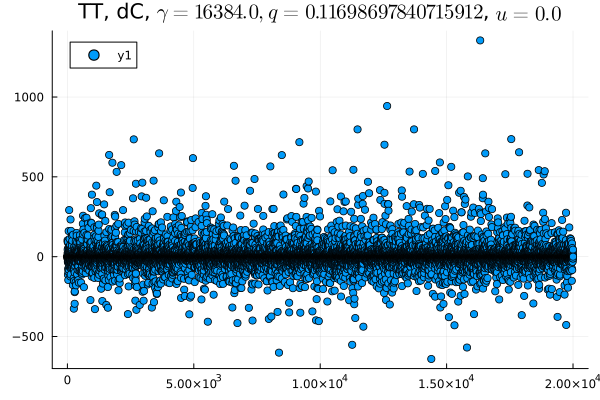 TT, dC, γ = 16384.0, q = 0.11698697840715912, u = 0.0
y1
1000
500
0
−500
0 5.00×10³ 1.00×10⁴ 1.50×10⁴ 2.00×10⁴